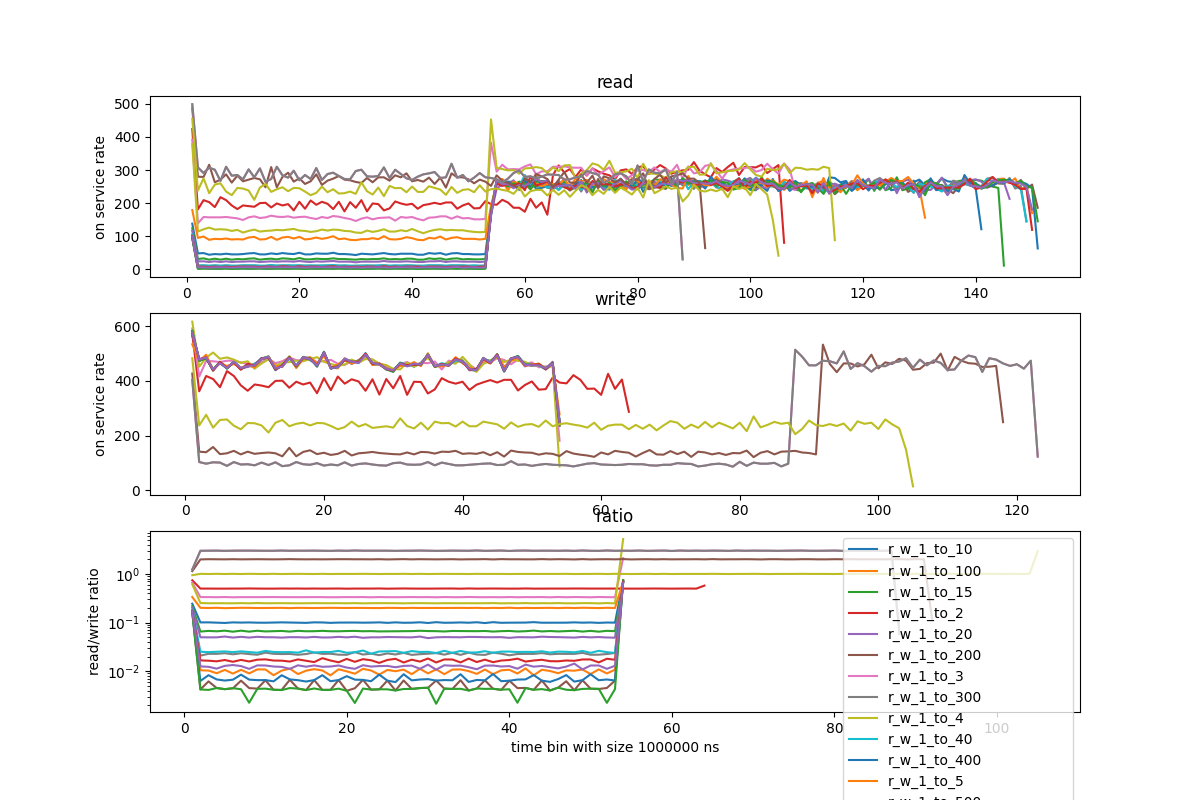 read
500
400
300
200
100
0
on service rate
0 20 40 60 80 100 120 140
write
600
400
200
0
on service rate
0 20 40 60 80 100 120
ratio
10^0
10^-1
10^-2
read/write ratio
0 20 40 60 80 100
time bin with size 1000000 ns
r_w_1_to_10
r_w_1_to_100
r_w_1_to_15
r_w_1_to_2
r_w_1_to_20
r_w_1_to_200
r_w_1_to_3
r_w_1_to_300
r_w_1_to_4
r_w_1_to_40
r_w_1_to_400
r_w_1_to_5